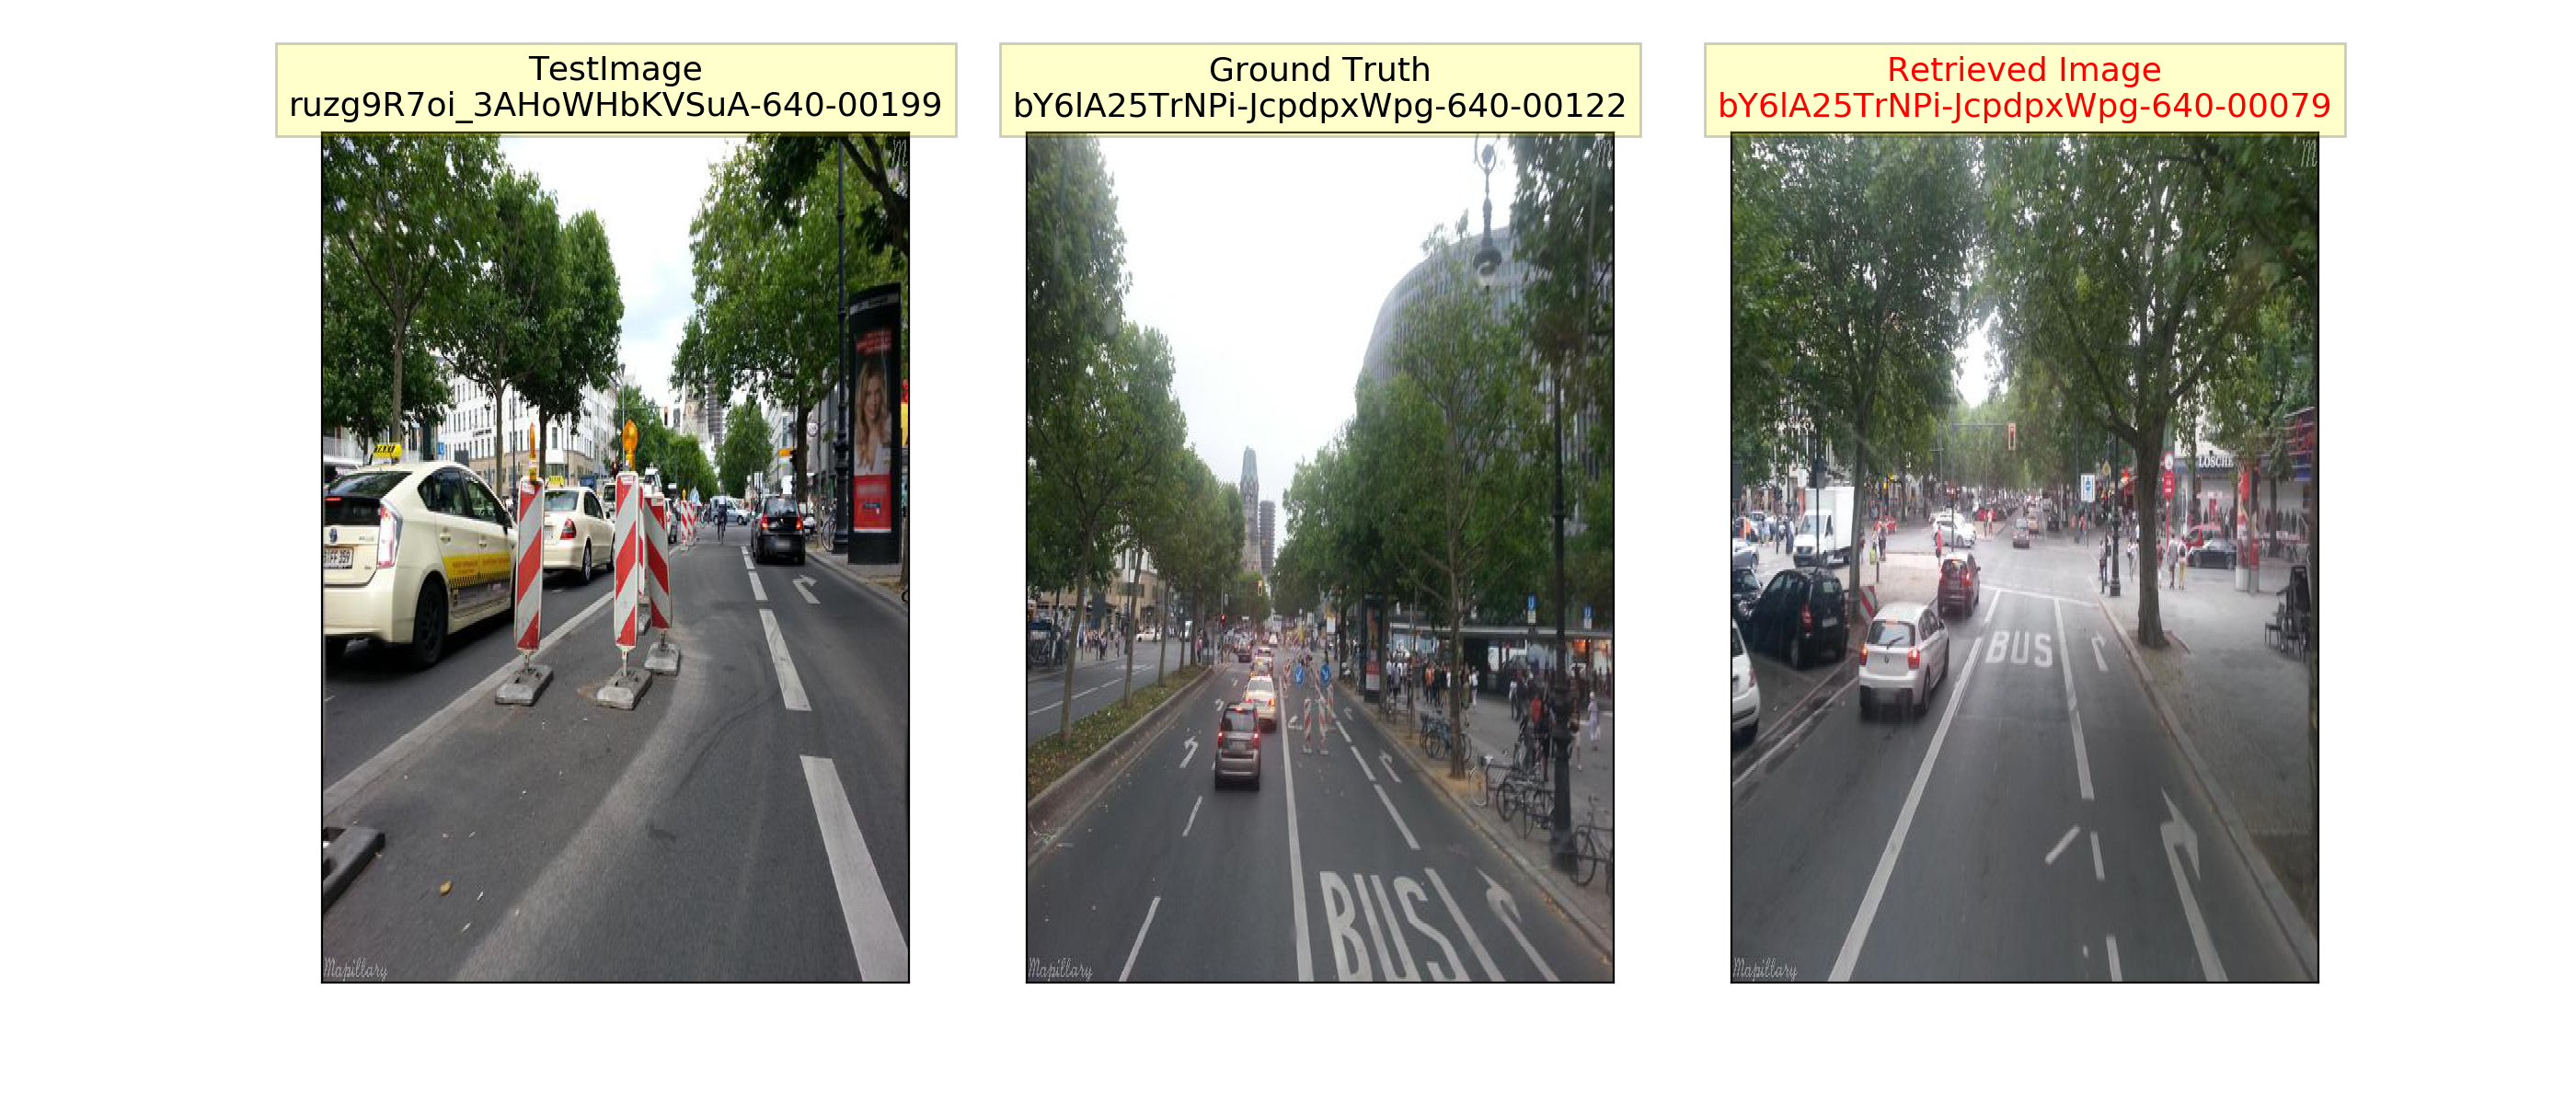 TestImage
ruzg9R7oi_3AHoWHbKVSuA-640-00199
Ground Truth
bY6lA25TrNPi-JcpdpxWpg-640-00122
Retrieved Image
bY6lA25TrNPi-JcpdpxWpg-640-00079
TAXI
LÖSCHE
BUS
BUS
Mapillary
Mapillary
Mapillary